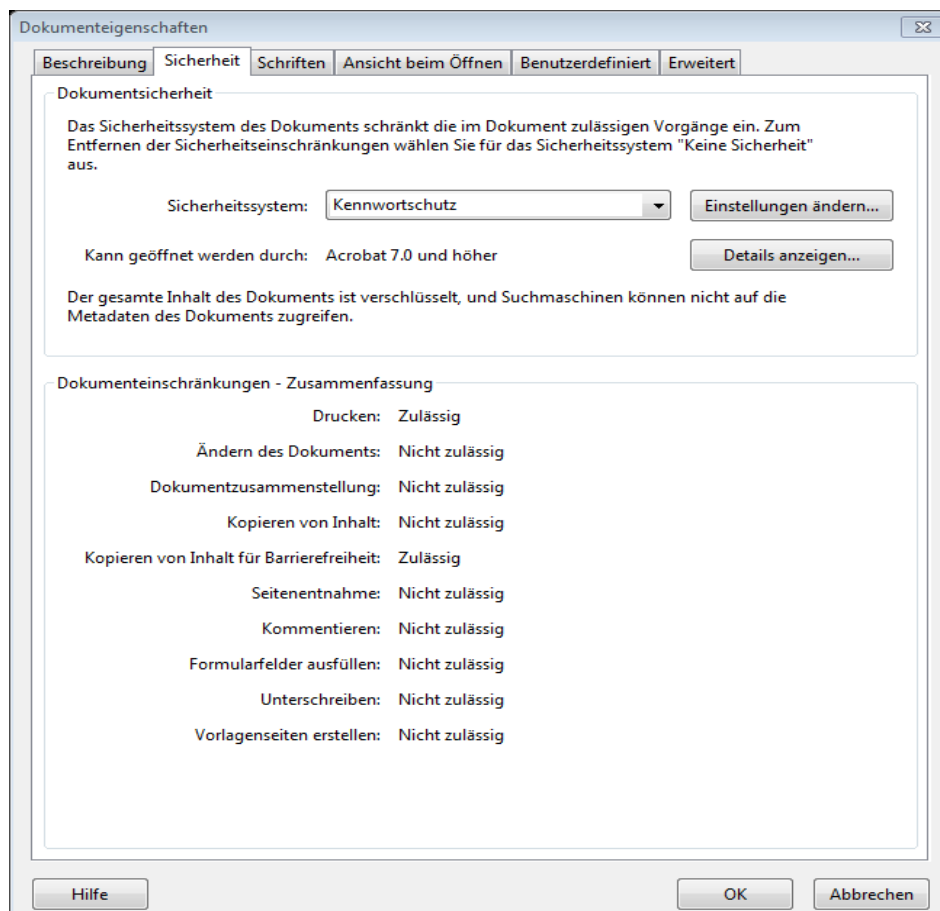 Dokumenteigenschaften
Beschreibung Sicherheit Schriften Ansicht beim Öffnen Benutzerdefiniert Erweitert
Dokumentsicherheit
Das Sicherheitssystem des Dokuments schränkt die im Dokument zulässigen Vorgänge ein. Zum
Entfernen der Sicherheitseinschränkungen wählen Sie für das Sicherheitssystem "Keine Sicherheit"
aus.
Sicherheitssystem: Kennwortschutz Einstellungen ändern...
Kann geöffnet werden durch: Acrobat 7.0 und höher Details anzeigen...
Der gesamte Inhalt des Dokuments ist verschlüsselt, und Suchmaschinen können nicht auf die
Metadaten des Dokuments zugreifen.
Dokumenteinschränkungen - Zusammenfassung
Drucken: Zulässig
Ändern des Dokuments: Nicht zulässig
Dokumentzusammenstellung: Nicht zulässig
Kopieren von Inhalt: Nicht zulässig
Kopieren von Inhalt für Barrierefreiheit: Zulässig
Seitenentnahme: Nicht zulässig
Kommentieren: Nicht zulässig
Formularfelder ausfüllen: Nicht zulässig
Unterschreiben: Nicht zulässig
Vorlagenseiten erstellen: Nicht zulässig
Hilfe OK Abbrechen